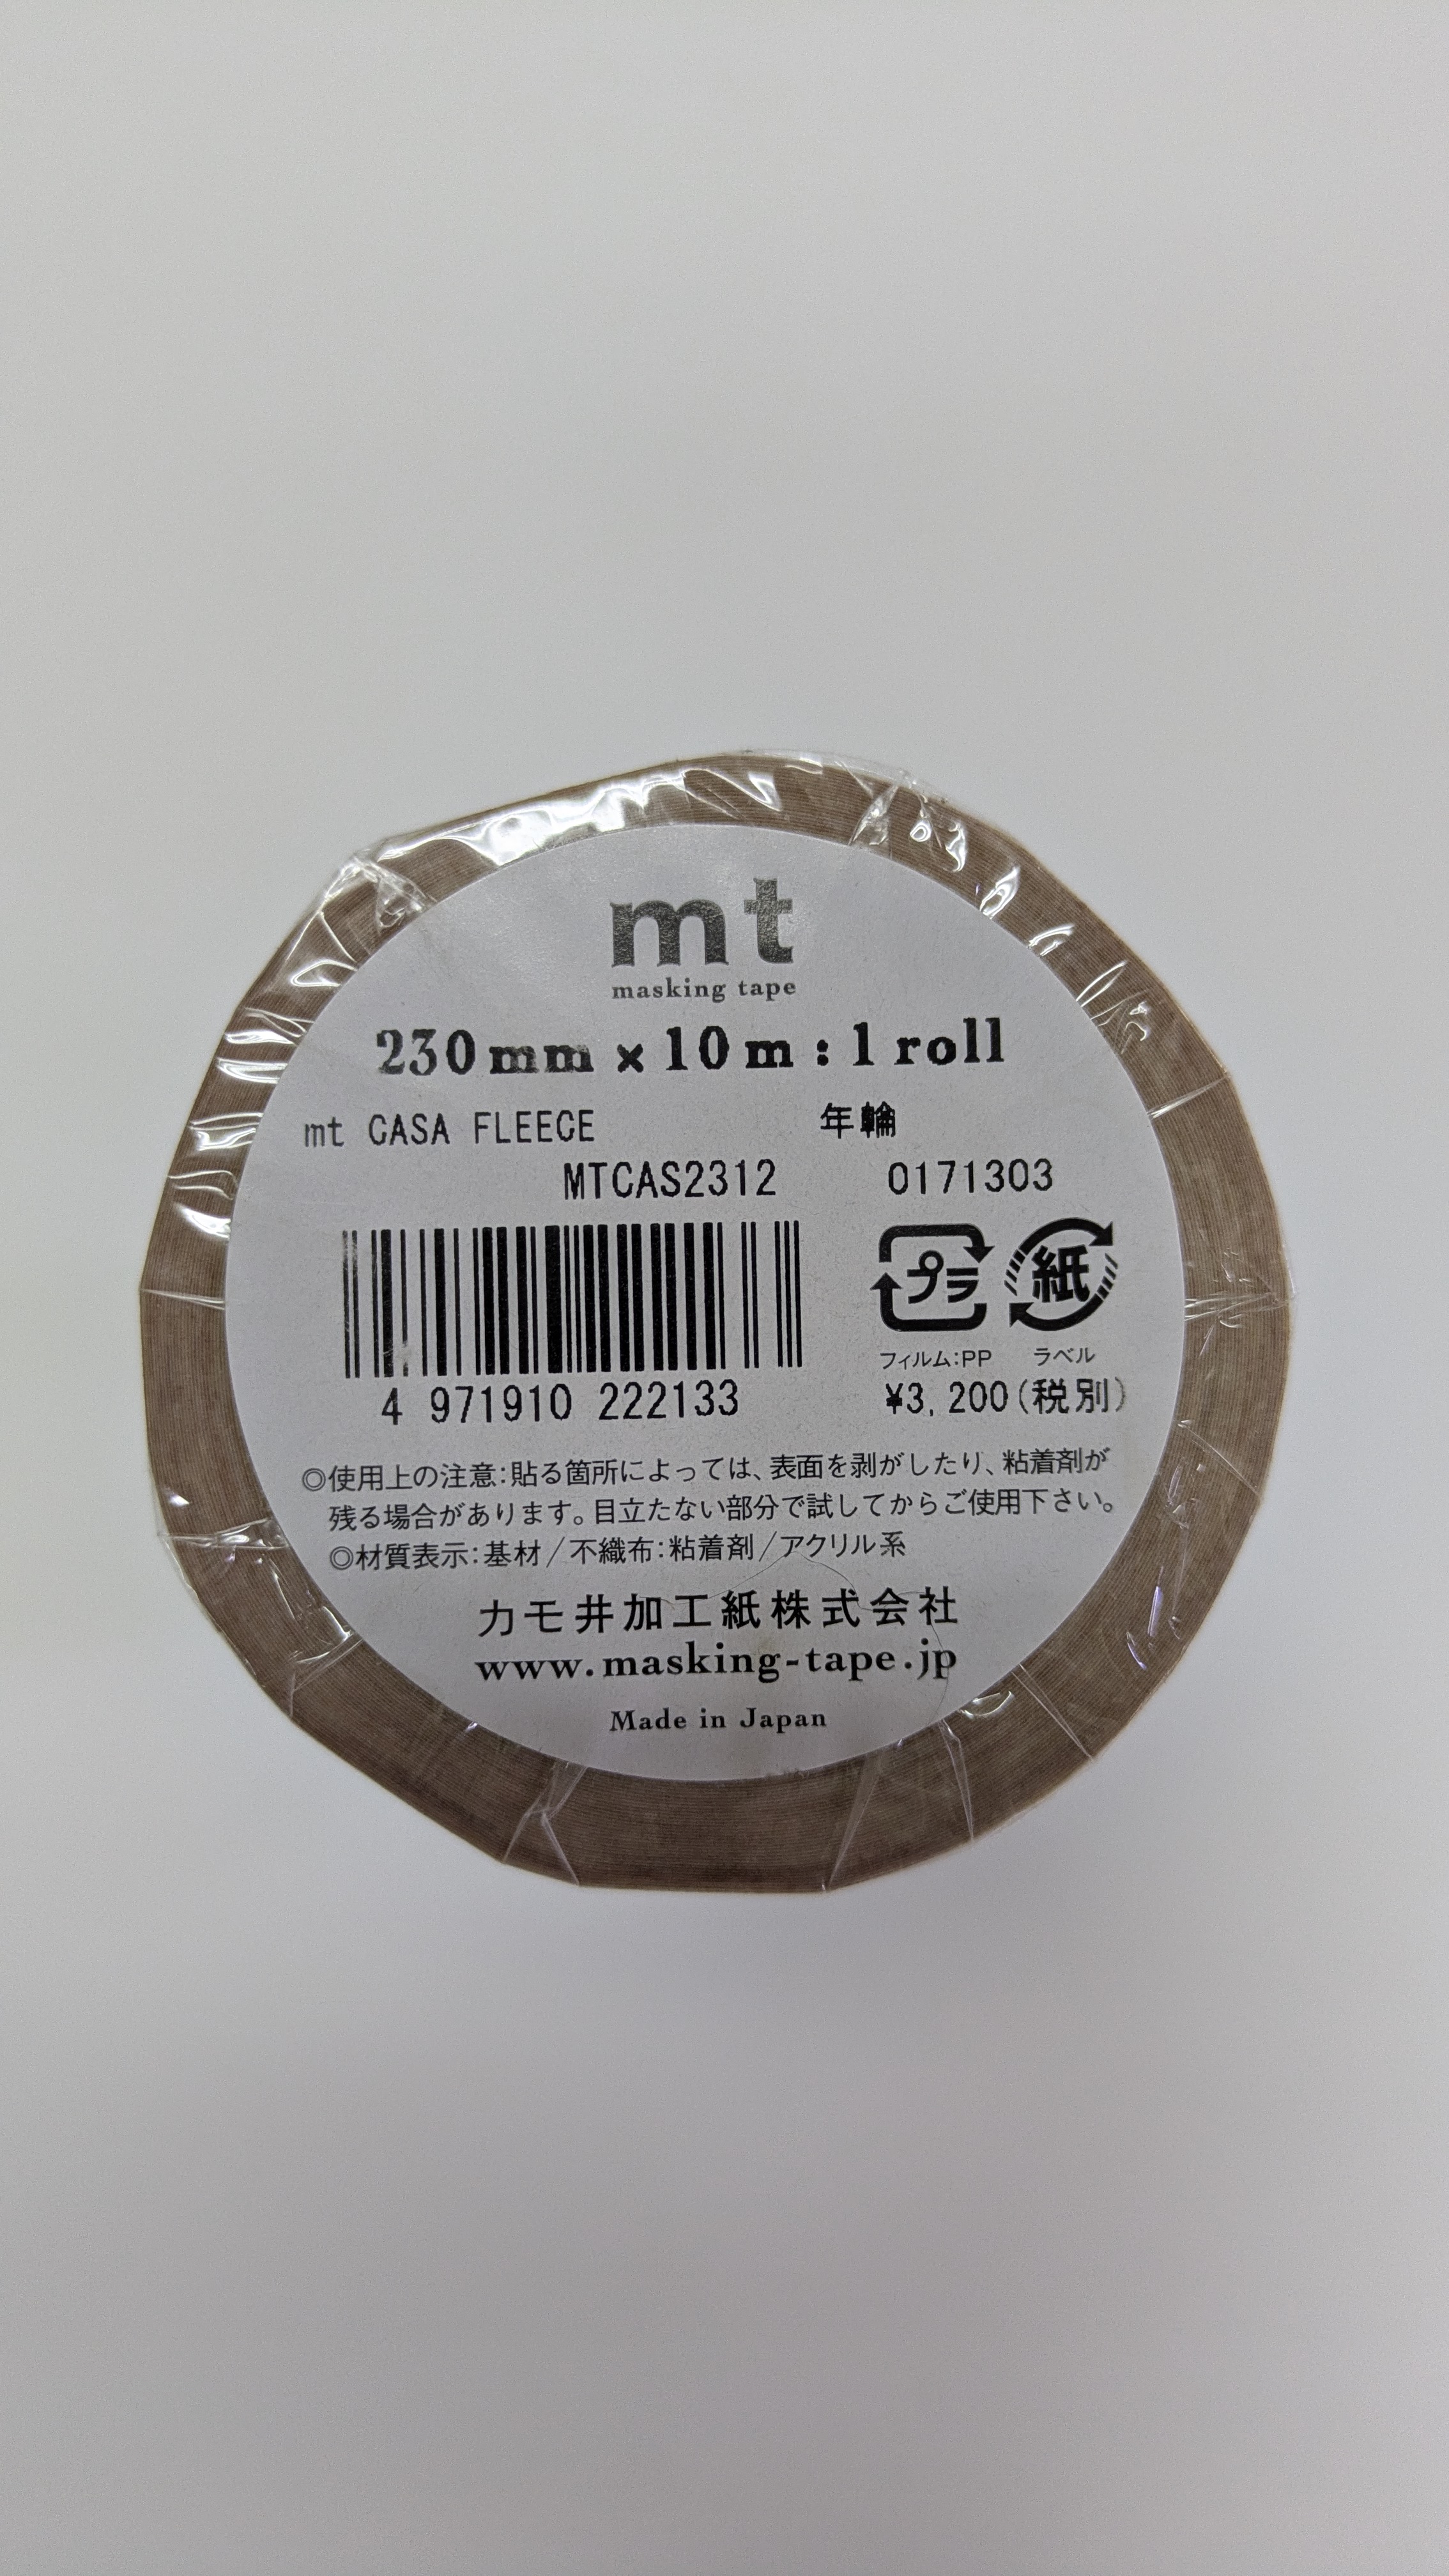 mt
masking tape
230mm×10m:1roll
mt CASA FLEECE 年輪
MTCAS2312 0171303
プラ 紙
フィルム:PP ラベル
4 971910 222133 ¥3,200(税別)
◎使用上の注意:貼る箇所によっては、表面を剥がしたり、粘着剤が
残る場合があります。目立たない部分で試してからご使用下さい。
◎材質表示:基材/不織布:粘着剤/アクリル系
カモ井加工紙株式会社
www.masking-tape.jp
Made in Japan